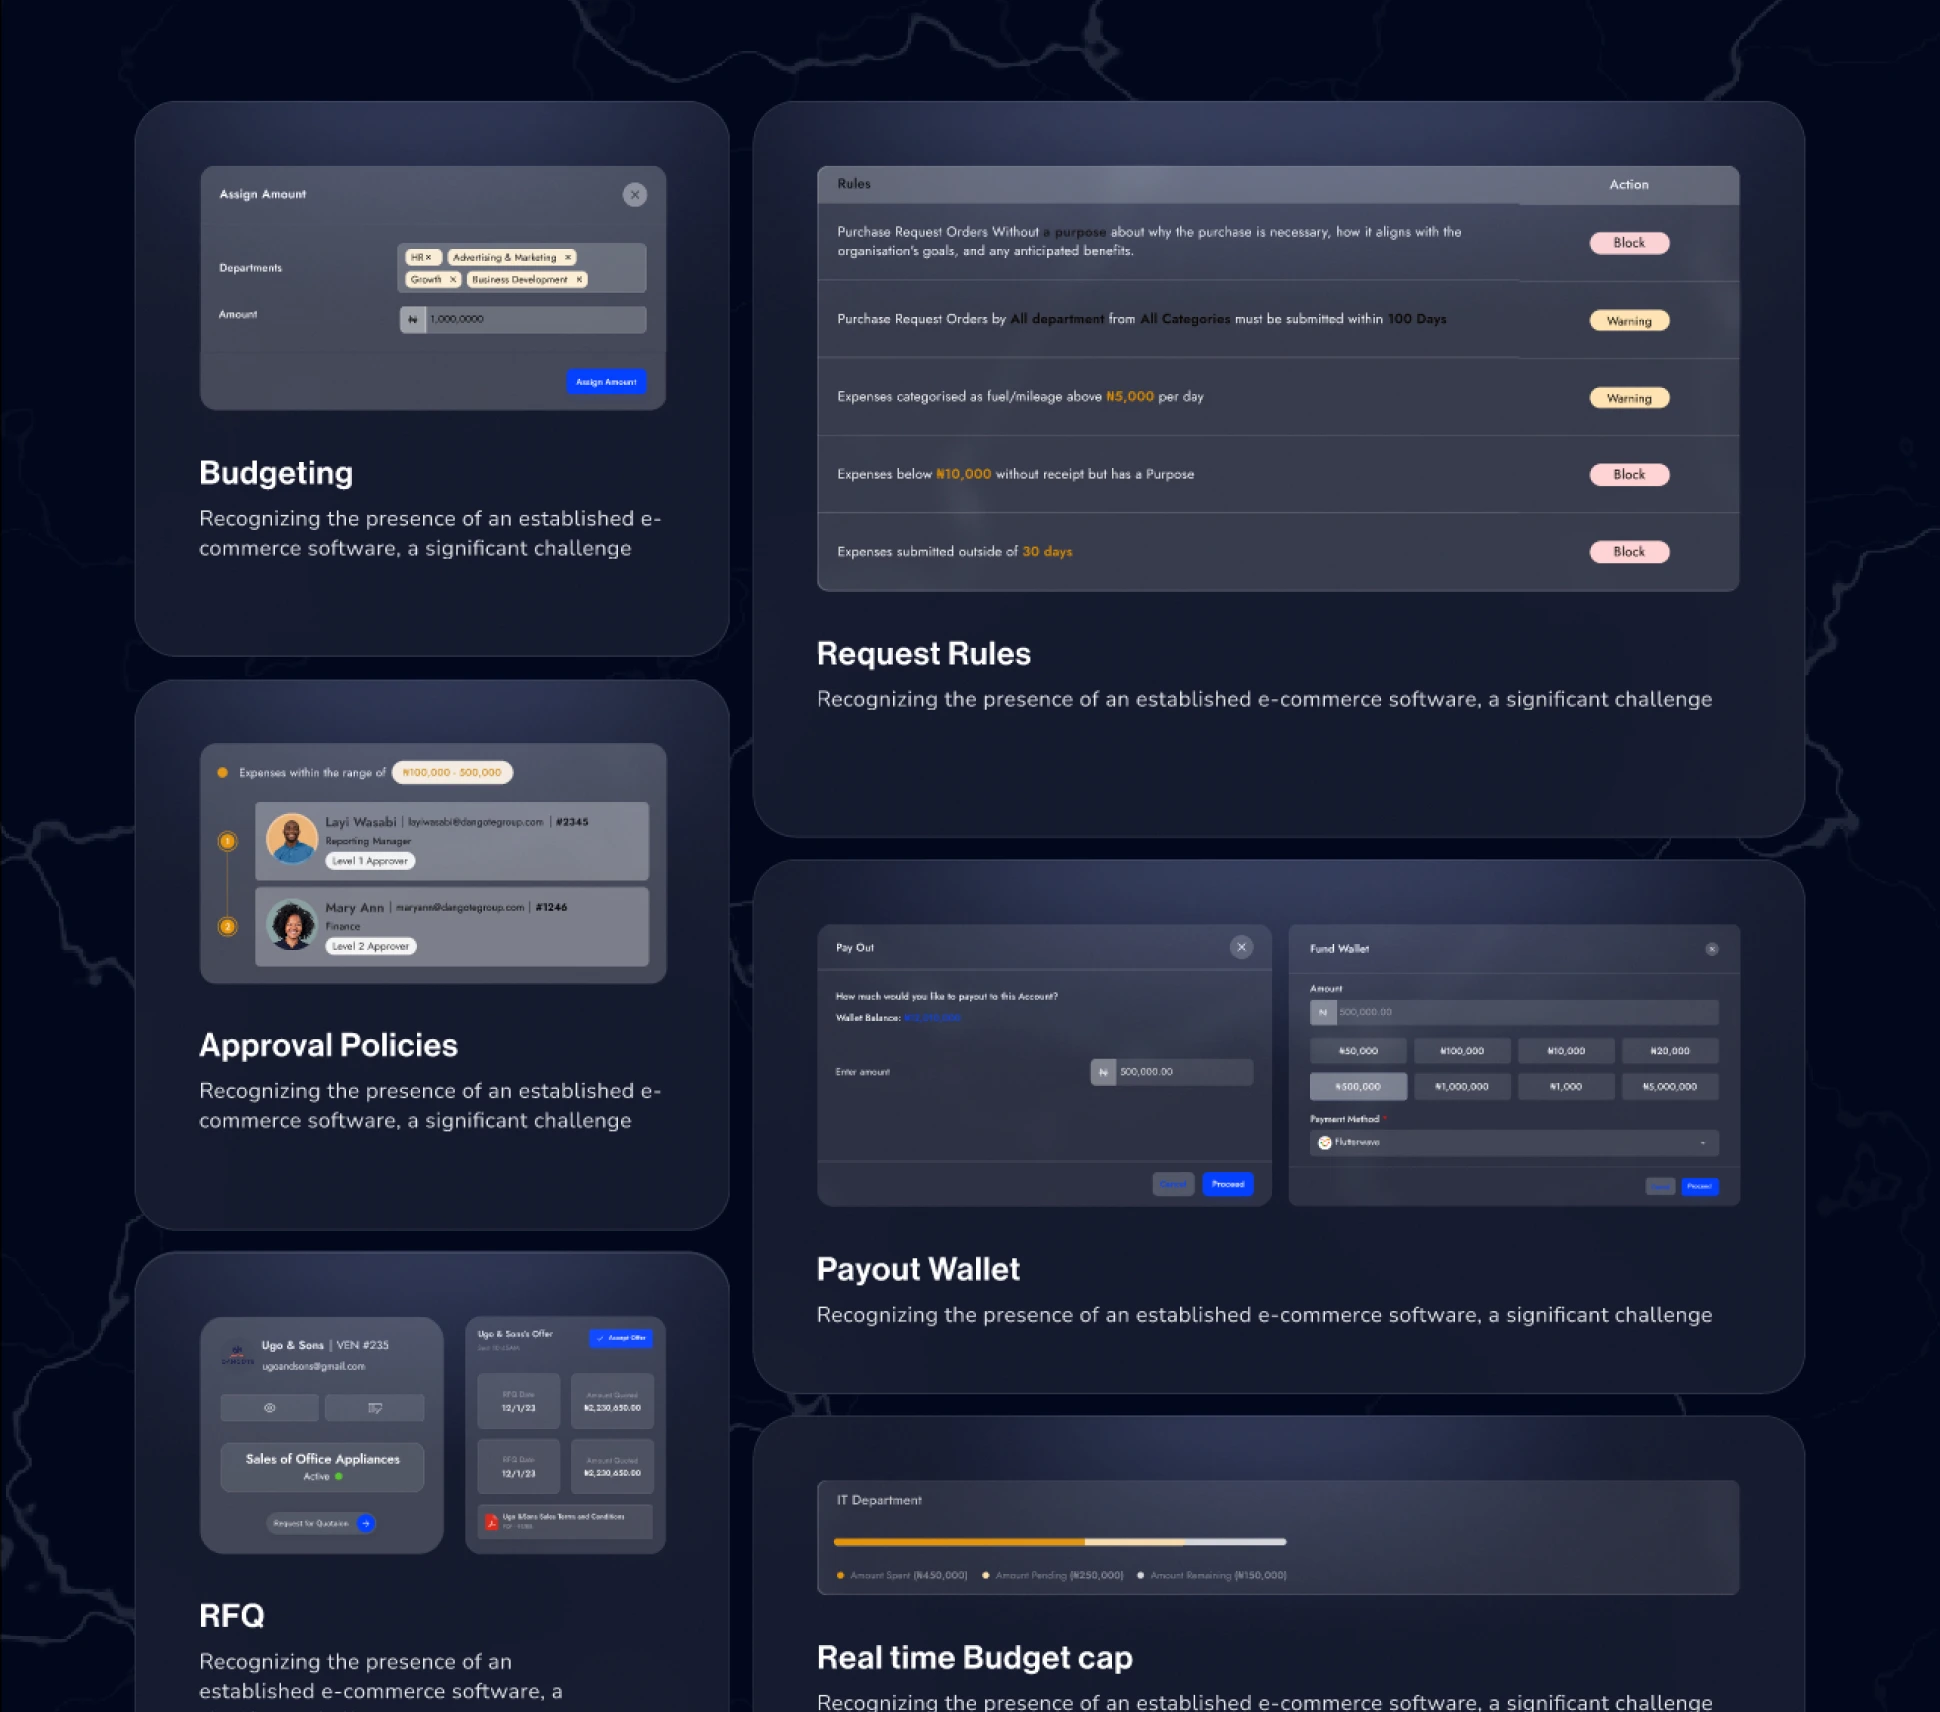 Assign Amount
Departments
HR × Advertising & Marketing ×
Growth × Business Development ×
Amount
₦ 1,000,0000
Assign Amount
Budgeting
Recognizing the presence of an established e-
commerce software, a significant challenge
Rules Action
Purchase Request Orders Without a purpose about why the purchase is necessary, how it aligns with the
organisation's goals, and any anticipated benefits.
Block
Purchase Request Orders by All department from All Categories must be submitted within 100 Days
Warning
Expenses categorised as fuel/mileage above ₦5,000 per day
Warning
Expenses below ₦10,000 without receipt but has a Purpose
Block
Expenses submitted outside of 30 days
Block
Request Rules
Recognizing the presence of an established e-commerce software, a significant challenge
Expenses within the range of ₦100,000 - 500,000
1
Layi Wasabi | layiwasabi@dangotegroup.com | #2345
Reporting Manager
Level 1 Approver
2
Mary Ann | maryann@dangotegroup.com | #1246
Finance
Level 2 Approver
Approval Policies
Recognizing the presence of an established e-
commerce software, a significant challenge
Pay Out
How much would you like to payout to this Account?
Wallet Balance:
Enter amount
₦ 500,000.00
Cancel Proceed
Fund Wallet
Amount
₦ 500,000.00
₦50,000 ₦100,000 ₦10,000 ₦20,000
₦500,000 ₦1,000,000 ₦1,000 ₦5,000,000
Payment Method *
Flutterwave
Proceed
Payout Wallet
Recognizing the presence of an established e-commerce software, a significant challenge
Ugo & Sons | VEN #235
ugoandsons@gmail.com
Sales of Office Appliances
Active
Request for Quotaion
Ugo & Sons's Offer
Accept Offer
RFQ Date
12/1/23
Amount Quoted
₦2,230,650.00
RFQ Date
12/1/23
Amount Quoted
₦2,230,650.00
Ugo &Sons Sales Terms and Conditions
PDF
RFQ
Recognizing the presence of an
established e-commerce software, a
IT Department
Amount Spent (₦450,000) Amount Pending (₦250,000) Amount Remaining (₦150,000)
Real time Budget cap
Recognizing the presence of an established e-commerce software, a significant challenge